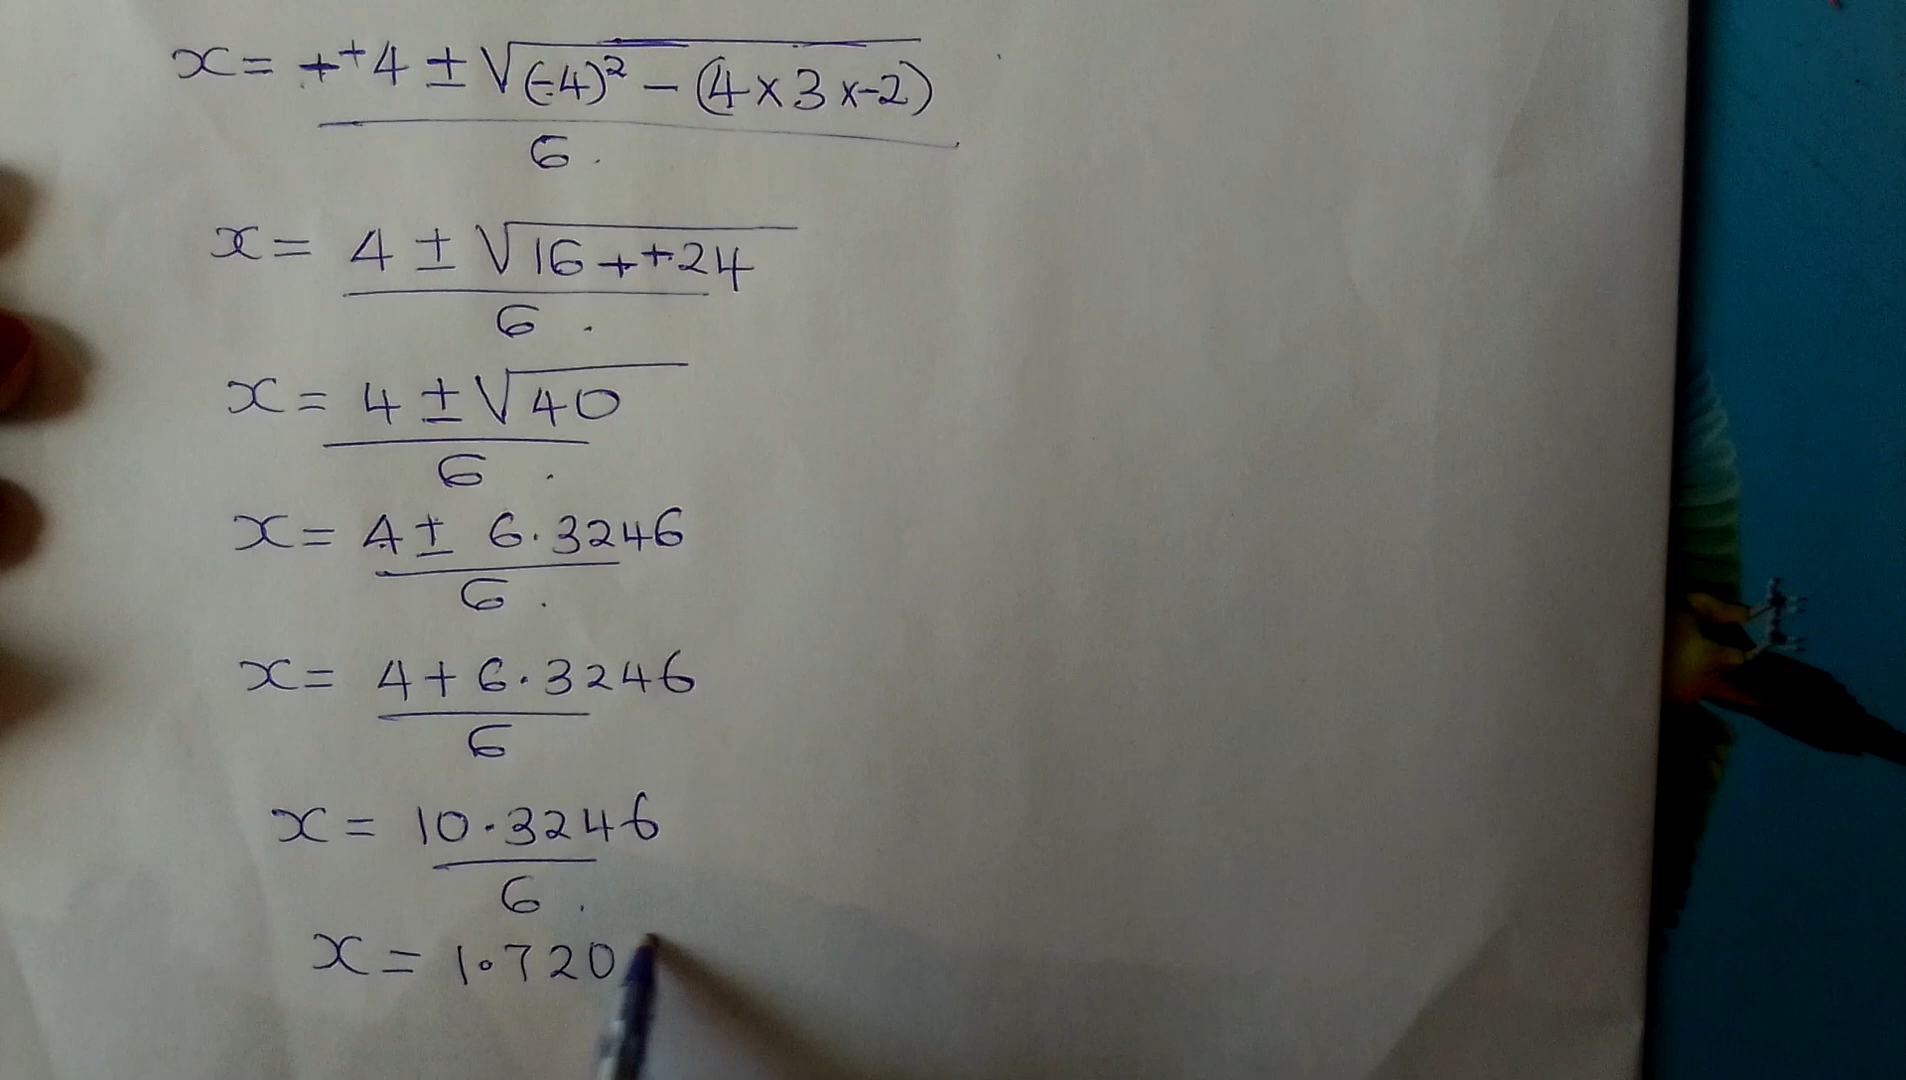 x = ++4 ± √(-4)² - (4 × 3 x -2)
6.
x = 4 ± √16 + +24
6.
x = 4 ± √40
6.
x = 4 ± 6.3246
6.
x = 4 + 6.3246
6
x = 10.3246
6.
x = 1.720